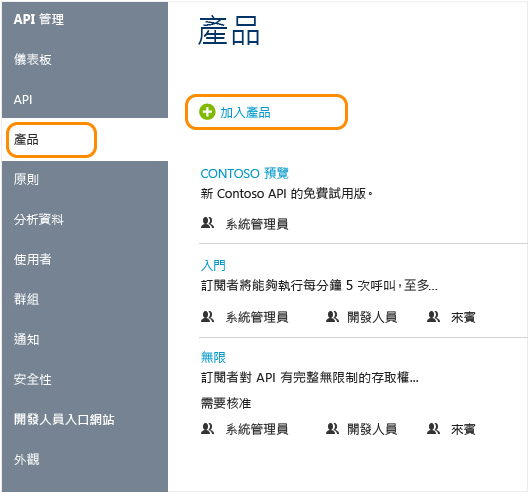 API 管理
儀表板
API
產品
原則
分析資料
使用者
群組
通知
安全性
開發人員入口網站
外觀
產品
加入產品
CONTOSO 預覽
新 Contoso API 的免費試用版。
系統管理員
入門
訂閱者將能夠執行每分鐘 5 次呼叫，至多...
系統管理員 開發人員 來賓
無限
訂閱者對 API 有完整無限制的存取權...
需要核准
系統管理員 開發人員 來賓